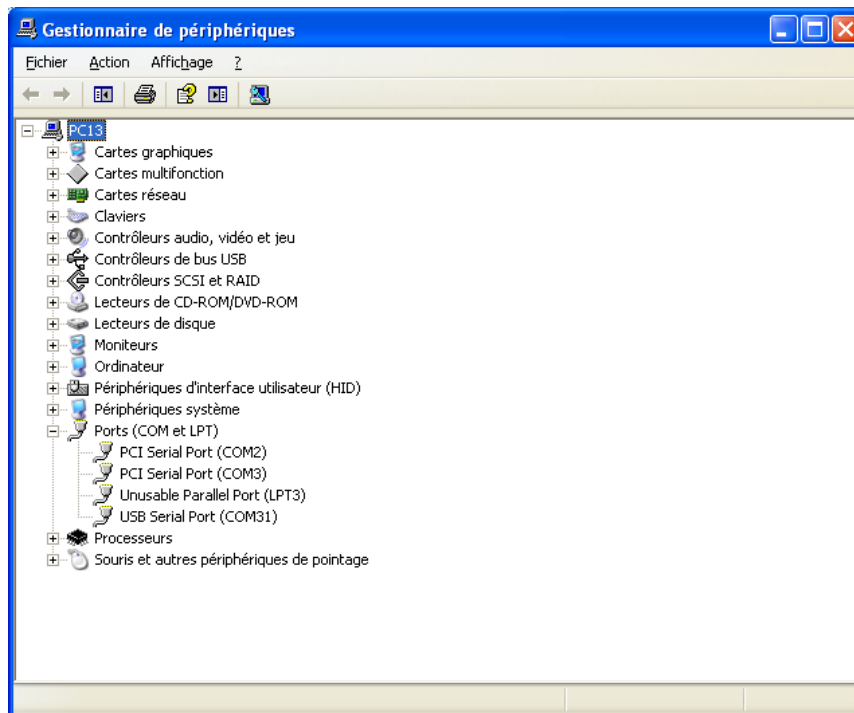 Gestionnaire de périphériques
Fichier Action Affichage ?
PC13
Cartes graphiques
Cartes multifonction
Cartes réseau
Claviers
Contrôleurs audio, vidéo et jeu
Contrôleurs de bus USB
Contrôleurs SCSI et RAID
Lecteurs de CD-ROM/DVD-ROM
Lecteurs de disque
Moniteurs
Ordinateur
Périphériques d'interface utilisateur (HID)
Périphériques système
Ports (COM et LPT)
PCI Serial Port (COM2)
PCI Serial Port (COM3)
Unusable Parallel Port (LPT3)
USB Serial Port (COM31)
Processeurs
Souris et autres périphériques de pointage